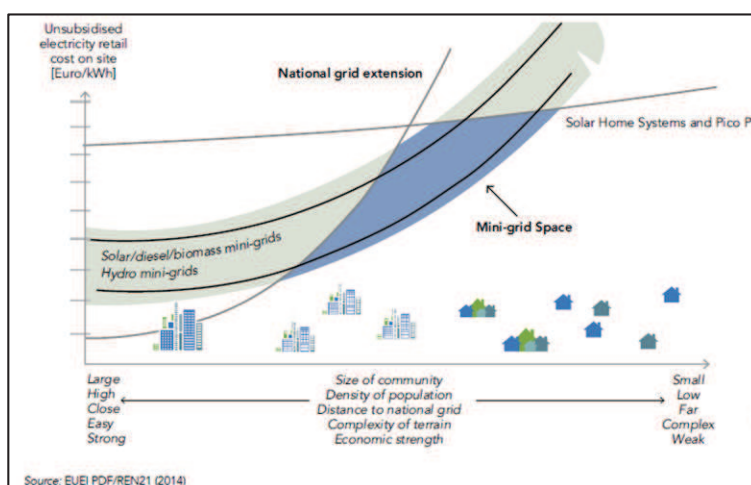 Unsubsidised
electricity retail
cost on site
[Euro/kWh]
National grid extension
Solar Home Systems and Pico P
Mini-grid Space
Solar/diesel/biomass mini-grids
Hydro mini-grids
Large
High
Close
Easy
Strong
Size of community
Density of population
Distance to national grid
Complexity of terrain
Economic strength
Small
Low
Far
Complex
Weak
Source: EUEI PDF/REN21 (2014)